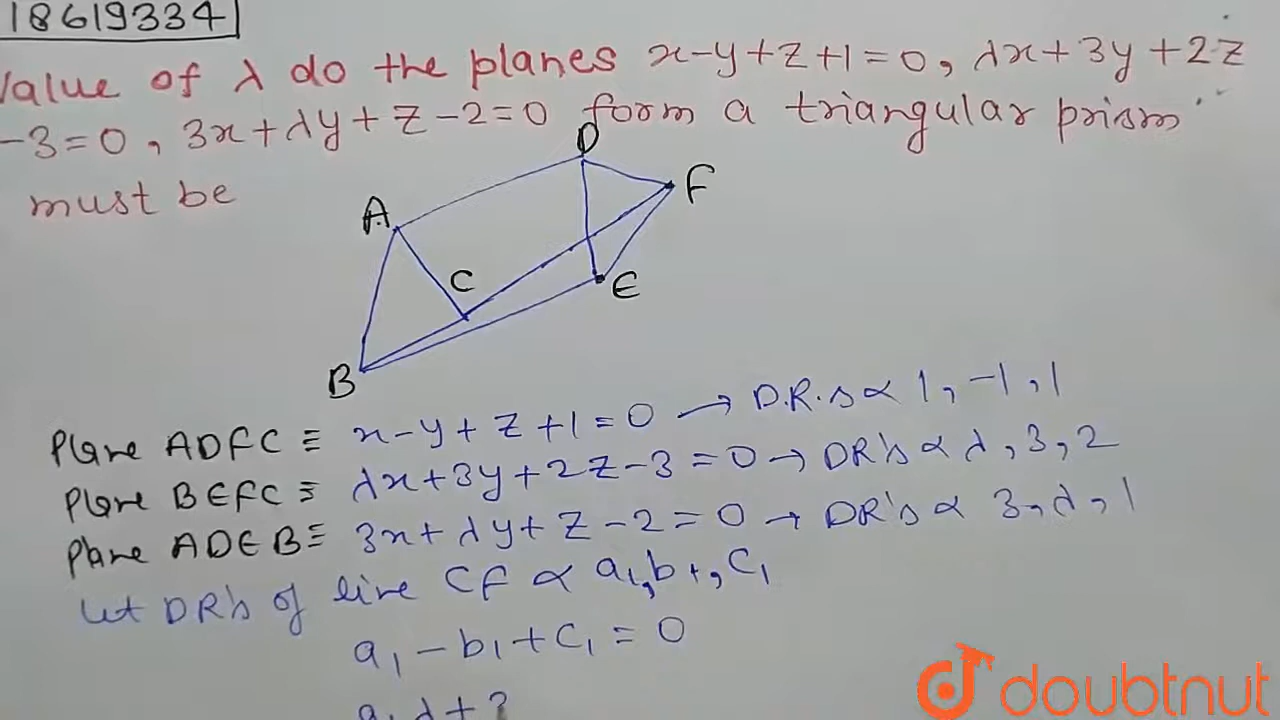 18619334
Value of λ do the planes x-y+z+1=0, λx+3y+2z
-3=0, 3x+λy+z-2=0 form a triangular prism
must be
D
F
A
C
E
B
Plane ADFC ≡ x-y+z+1=0 → D.R.s ∝ 1, -1, 1
Plane BEFC ≡ λx+3y+2z-3=0 → DR's ∝ λ, 3, 2
Plane ADEB ≡ 3x+λy+z-2=0 → DR's ∝ 3, λ, 1
let DR's of line CF ∝ a₁, b₁, c₁
a₁-b₁+c₁=0
a₁λ+3
doubtnut